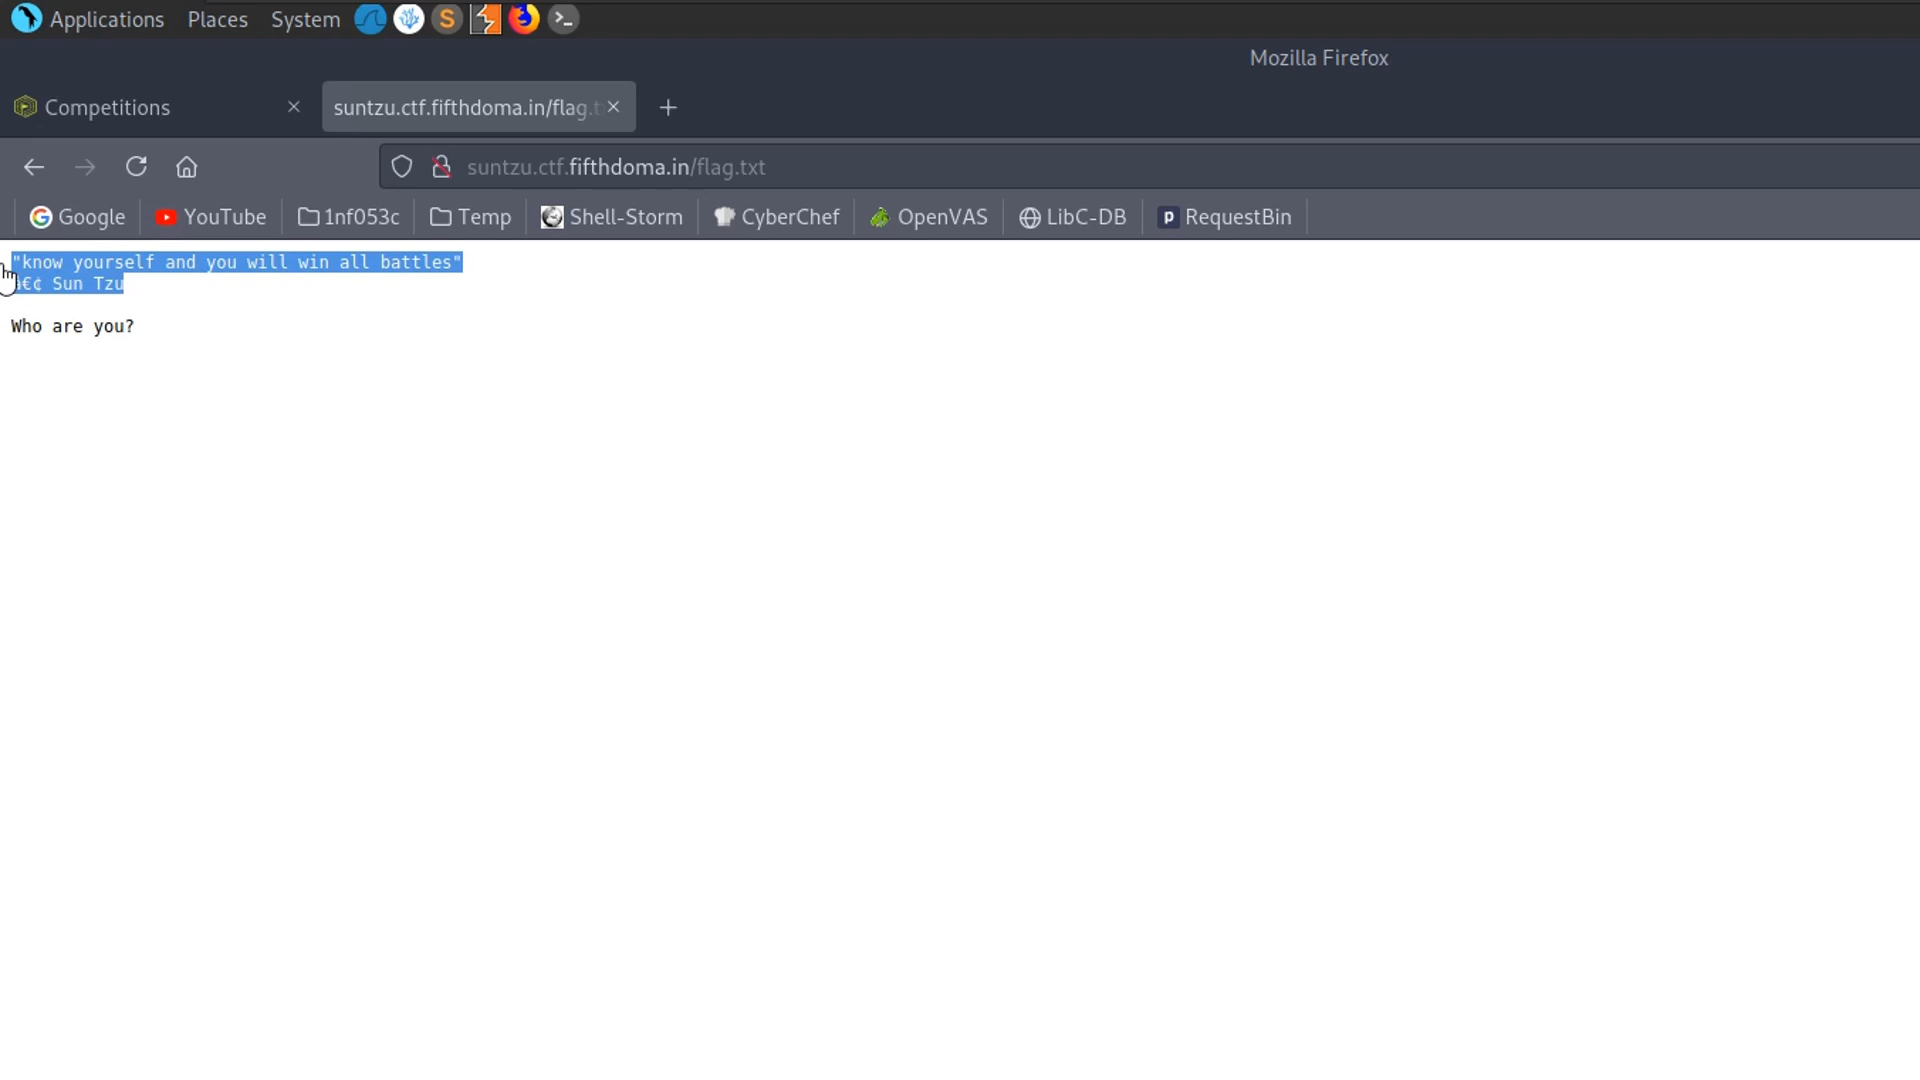 Applications Places System
Mozilla Firefox
Competitions suntzu.ctf.fifthdoma.in/flag.t
suntzu.ctf.fifthdoma.in/flag.txt
Google YouTube 1nf053c Temp Shell-Storm CyberChef OpenVAS LibC-DB RequestBin
"know yourself and you will win all battles"
â€¢ Sun Tzu
Who are you?